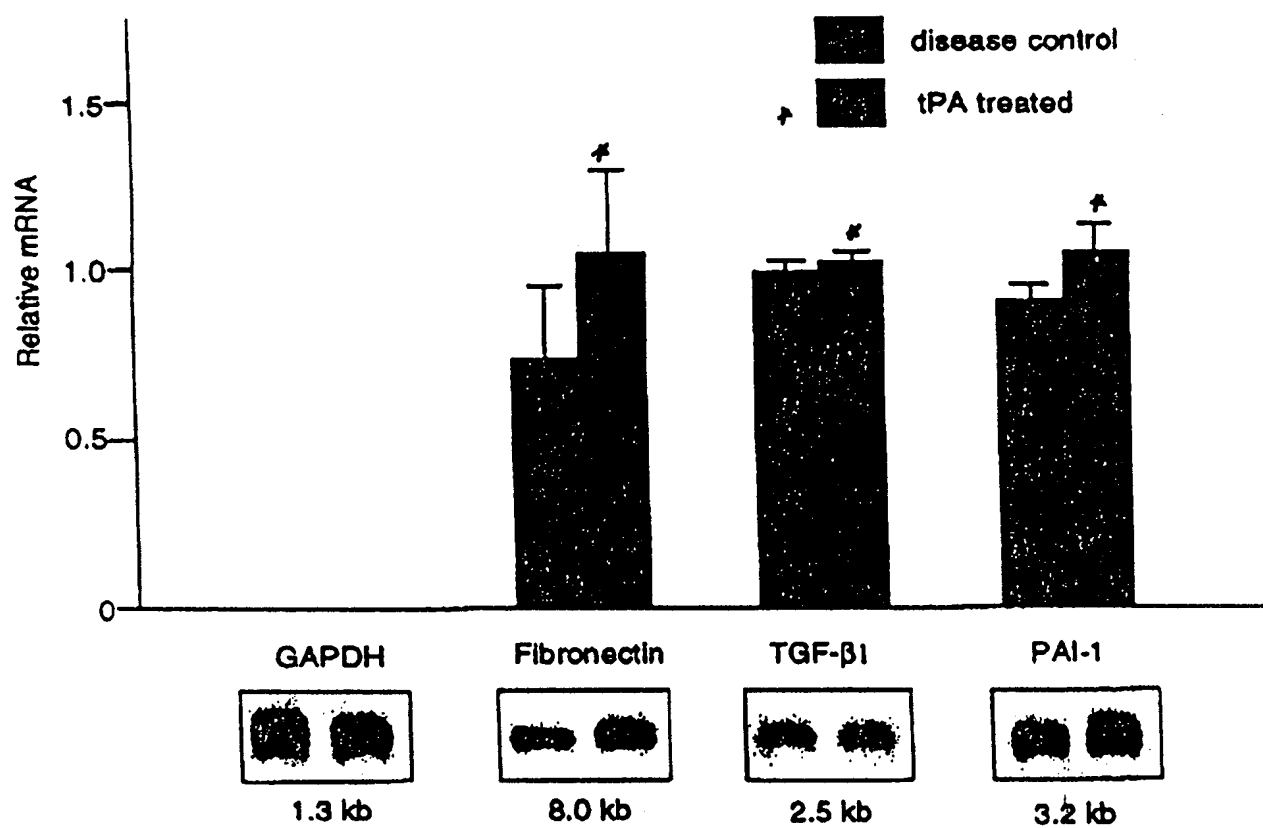 disease control
* tPA treated
1.5
1.0
0.5
0
Relative mRNA
*
*
*
GAPDH Fibronectin TGF-β1 PAI-1
1.3 kb 8.0 kb 2.5 kb 3.2 kb